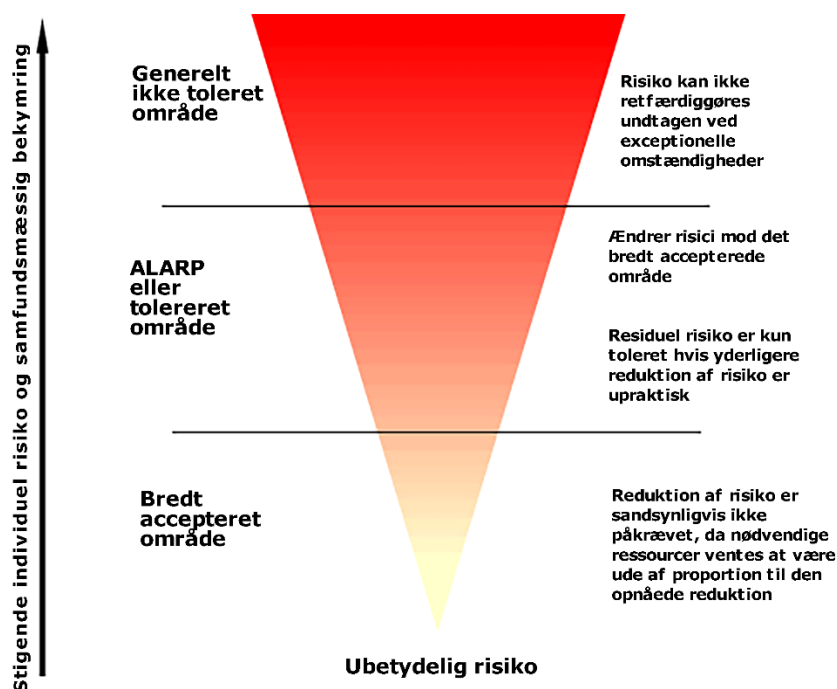 Stigende individuel risiko og samfundsmæssig bekymring
Generelt
ikke toleret
område
Risiko kan ikke
retfærdiggøres
undtagen ved
exceptionelle
omstændigheder
ALARP
eller
tolereret
område
Ændrer risici mod det
bredt accepterede
område
Residuel risiko er kun
toleret hvis yderligere
reduktion af risiko er
upraktisk
Bredt
accepteret
område
Reduktion af risiko er
sandsynligvis ikke
påkrævet, da nødvendige
ressourcer ventes at være
ude af proportion til den
opnåede reduktion
Ubetydelig risiko